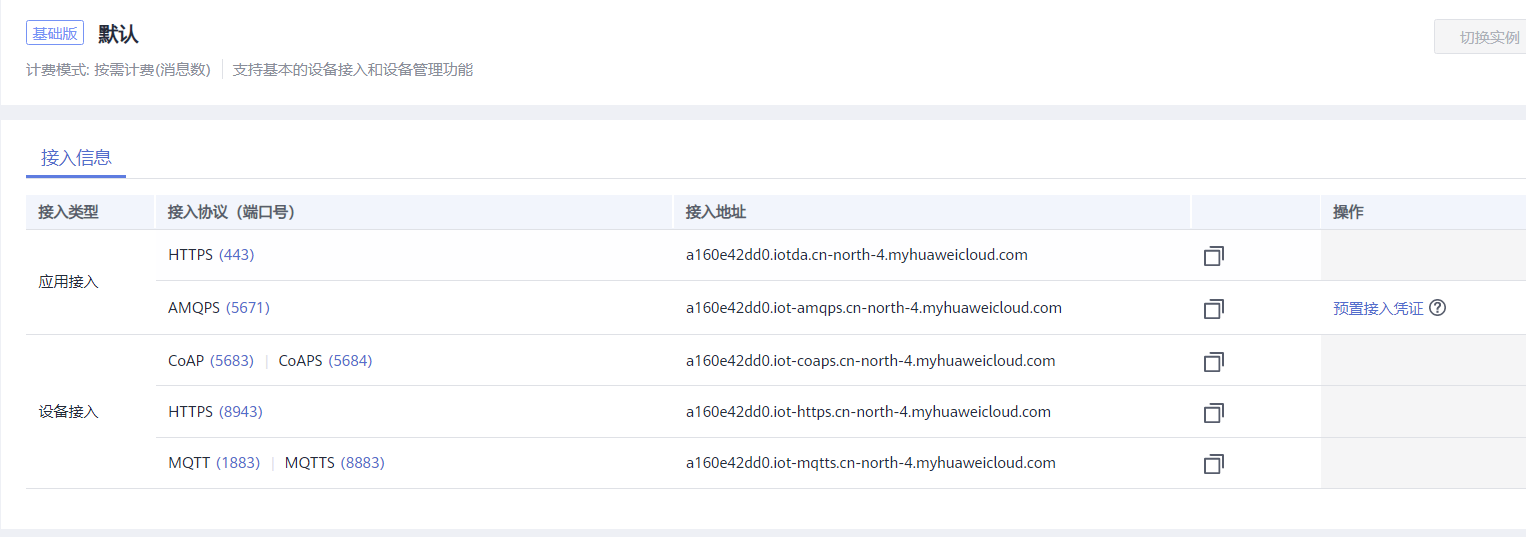 基础版 默认
切换实例
计费模式: 按需计费(消息数) 支持基本的设备接入和设备管理功能
接入信息
接入类型 接入协议（端口号） 接入地址 操作
应用接入
HTTPS (443) a160e42dd0.iotda.cn-north-4.myhuaweicloud.com
AMQPS (5671) a160e42dd0.iot-amqps.cn-north-4.myhuaweicloud.com 预置接入凭证 ?
设备接入
CoAP (5683) | CoAPS (5684) a160e42dd0.iot-coaps.cn-north-4.myhuaweicloud.com
HTTPS (8943) a160e42dd0.iot-https.cn-north-4.myhuaweicloud.com
MQTT (1883) | MQTTS (8883) a160e42dd0.iot-mqtts.cn-north-4.myhuaweicloud.com